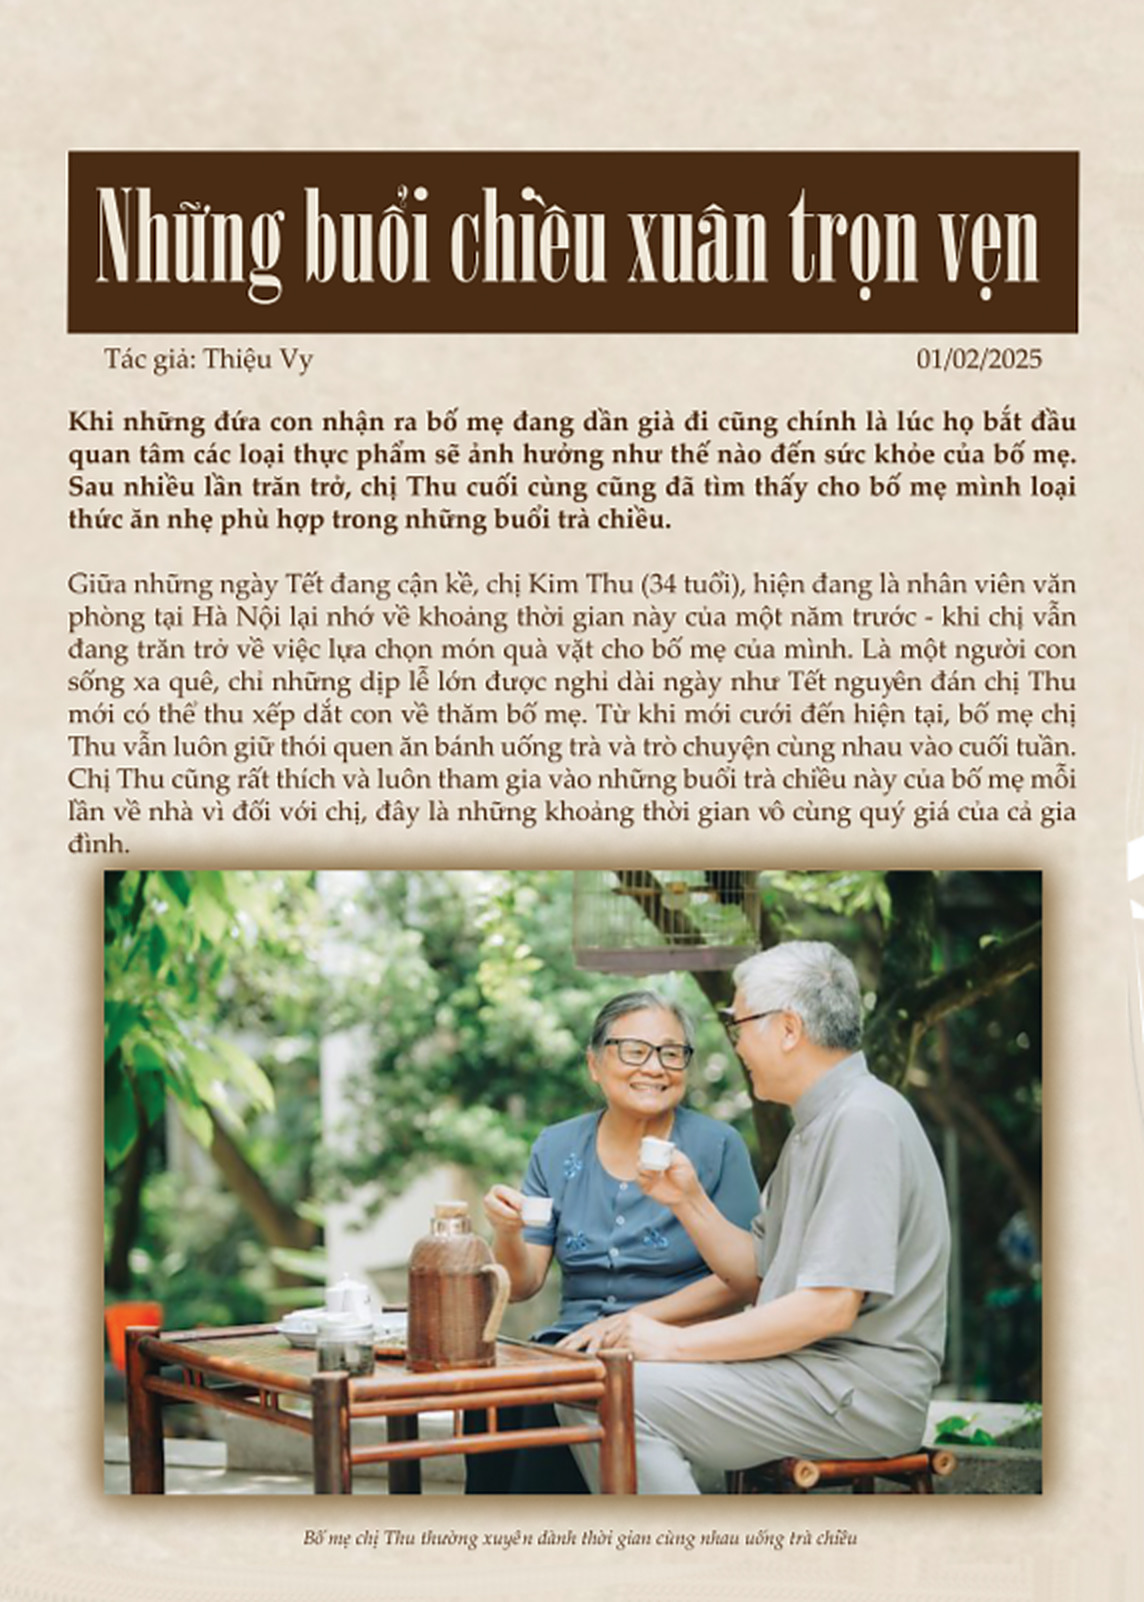 Những buổi chiều xuân trọn vẹn
Tác giả: Thiệu Vy
01/02/2025
Khi những đứa con nhận ra bố mẹ đang dần già đi cũng chính là lúc họ bắt đầu
quan tâm các loại thực phẩm sẽ ảnh hưởng như thế nào đến sức khỏe của bố mẹ.
Sau nhiều lần trăn trở, chị Thu cuối cùng cũng đã tìm thấy cho bố mẹ mình loại
thức ăn nhẹ phù hợp trong những buổi trà chiều.
Giữa những ngày Tết đang cận kề, chị Kim Thu (34 tuổi), hiện đang là nhân viên văn
phòng tại Hà Nội lại nhớ về khoảng thời gian này của một năm trước - khi chị vẫn
đang trăn trở về việc lựa chọn món quà vặt cho bố mẹ của mình. Là một người con
sống xa quê, chỉ những dịp lễ lớn được nghỉ dài ngày như Tết nguyên đán chị Thu
mới có thể thu xếp dắt con về thăm bố mẹ. Từ khi mới cưới đến hiện tại, bố mẹ chị
Thu vẫn luôn giữ thói quen ăn bánh uống trà và trò chuyện cùng nhau vào cuối tuần.
Chị Thu cũng rất thích và luôn tham gia vào những buổi trà chiều này của bố mẹ mỗi
lần về nhà vì đối với chị, đây là những khoảng thời gian vô cùng quý giá của cả gia
đình.
Bố mẹ chị Thu thường xuyên dành thời gian cùng nhau uống trà chiều